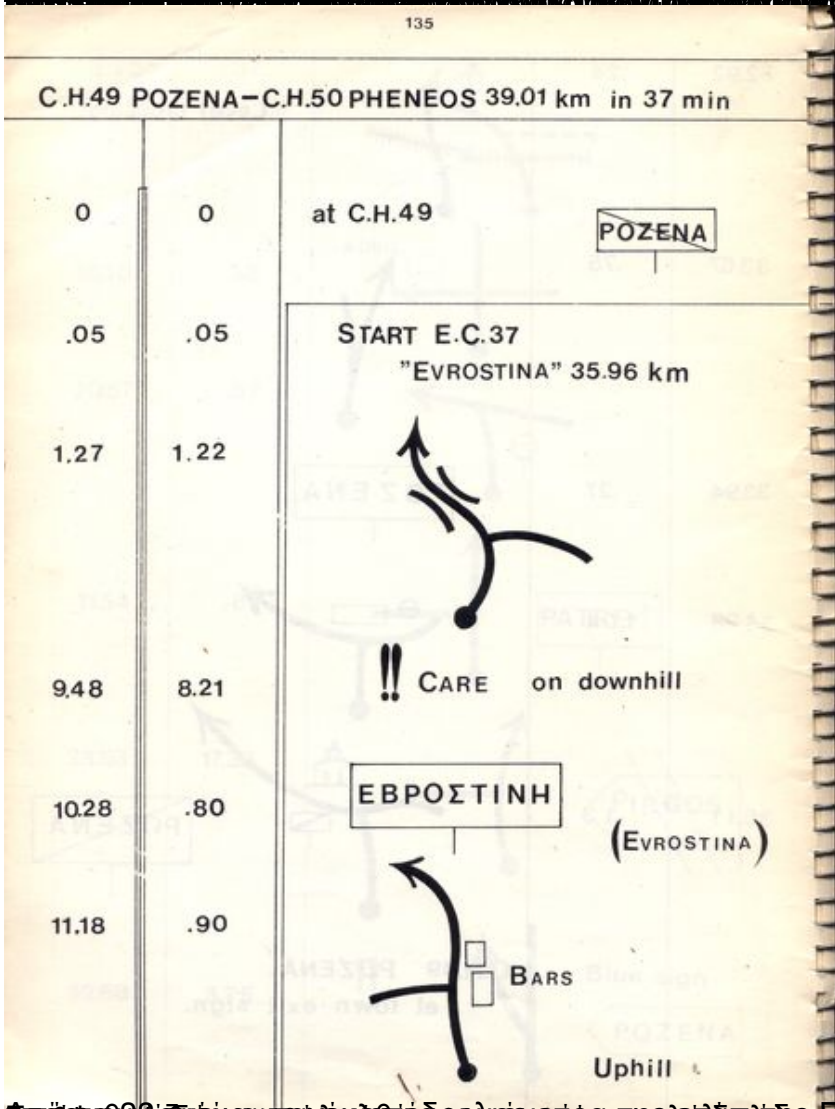 135
C.H.49 POZENA-C.H.50 PHENEOS 39.01 km in 37 min
0 0 at C.H.49 POZENA
.05 .05 START E.C.37
"EVROSTINA" 35.96 km
1.27 1.22
9.48 8.21 !! CARE on downhill
10.28 .80 ΕΒΡΟΣΤΙΝΗ
(EVROSTINA)
11.18 .90
BARS
Uphill